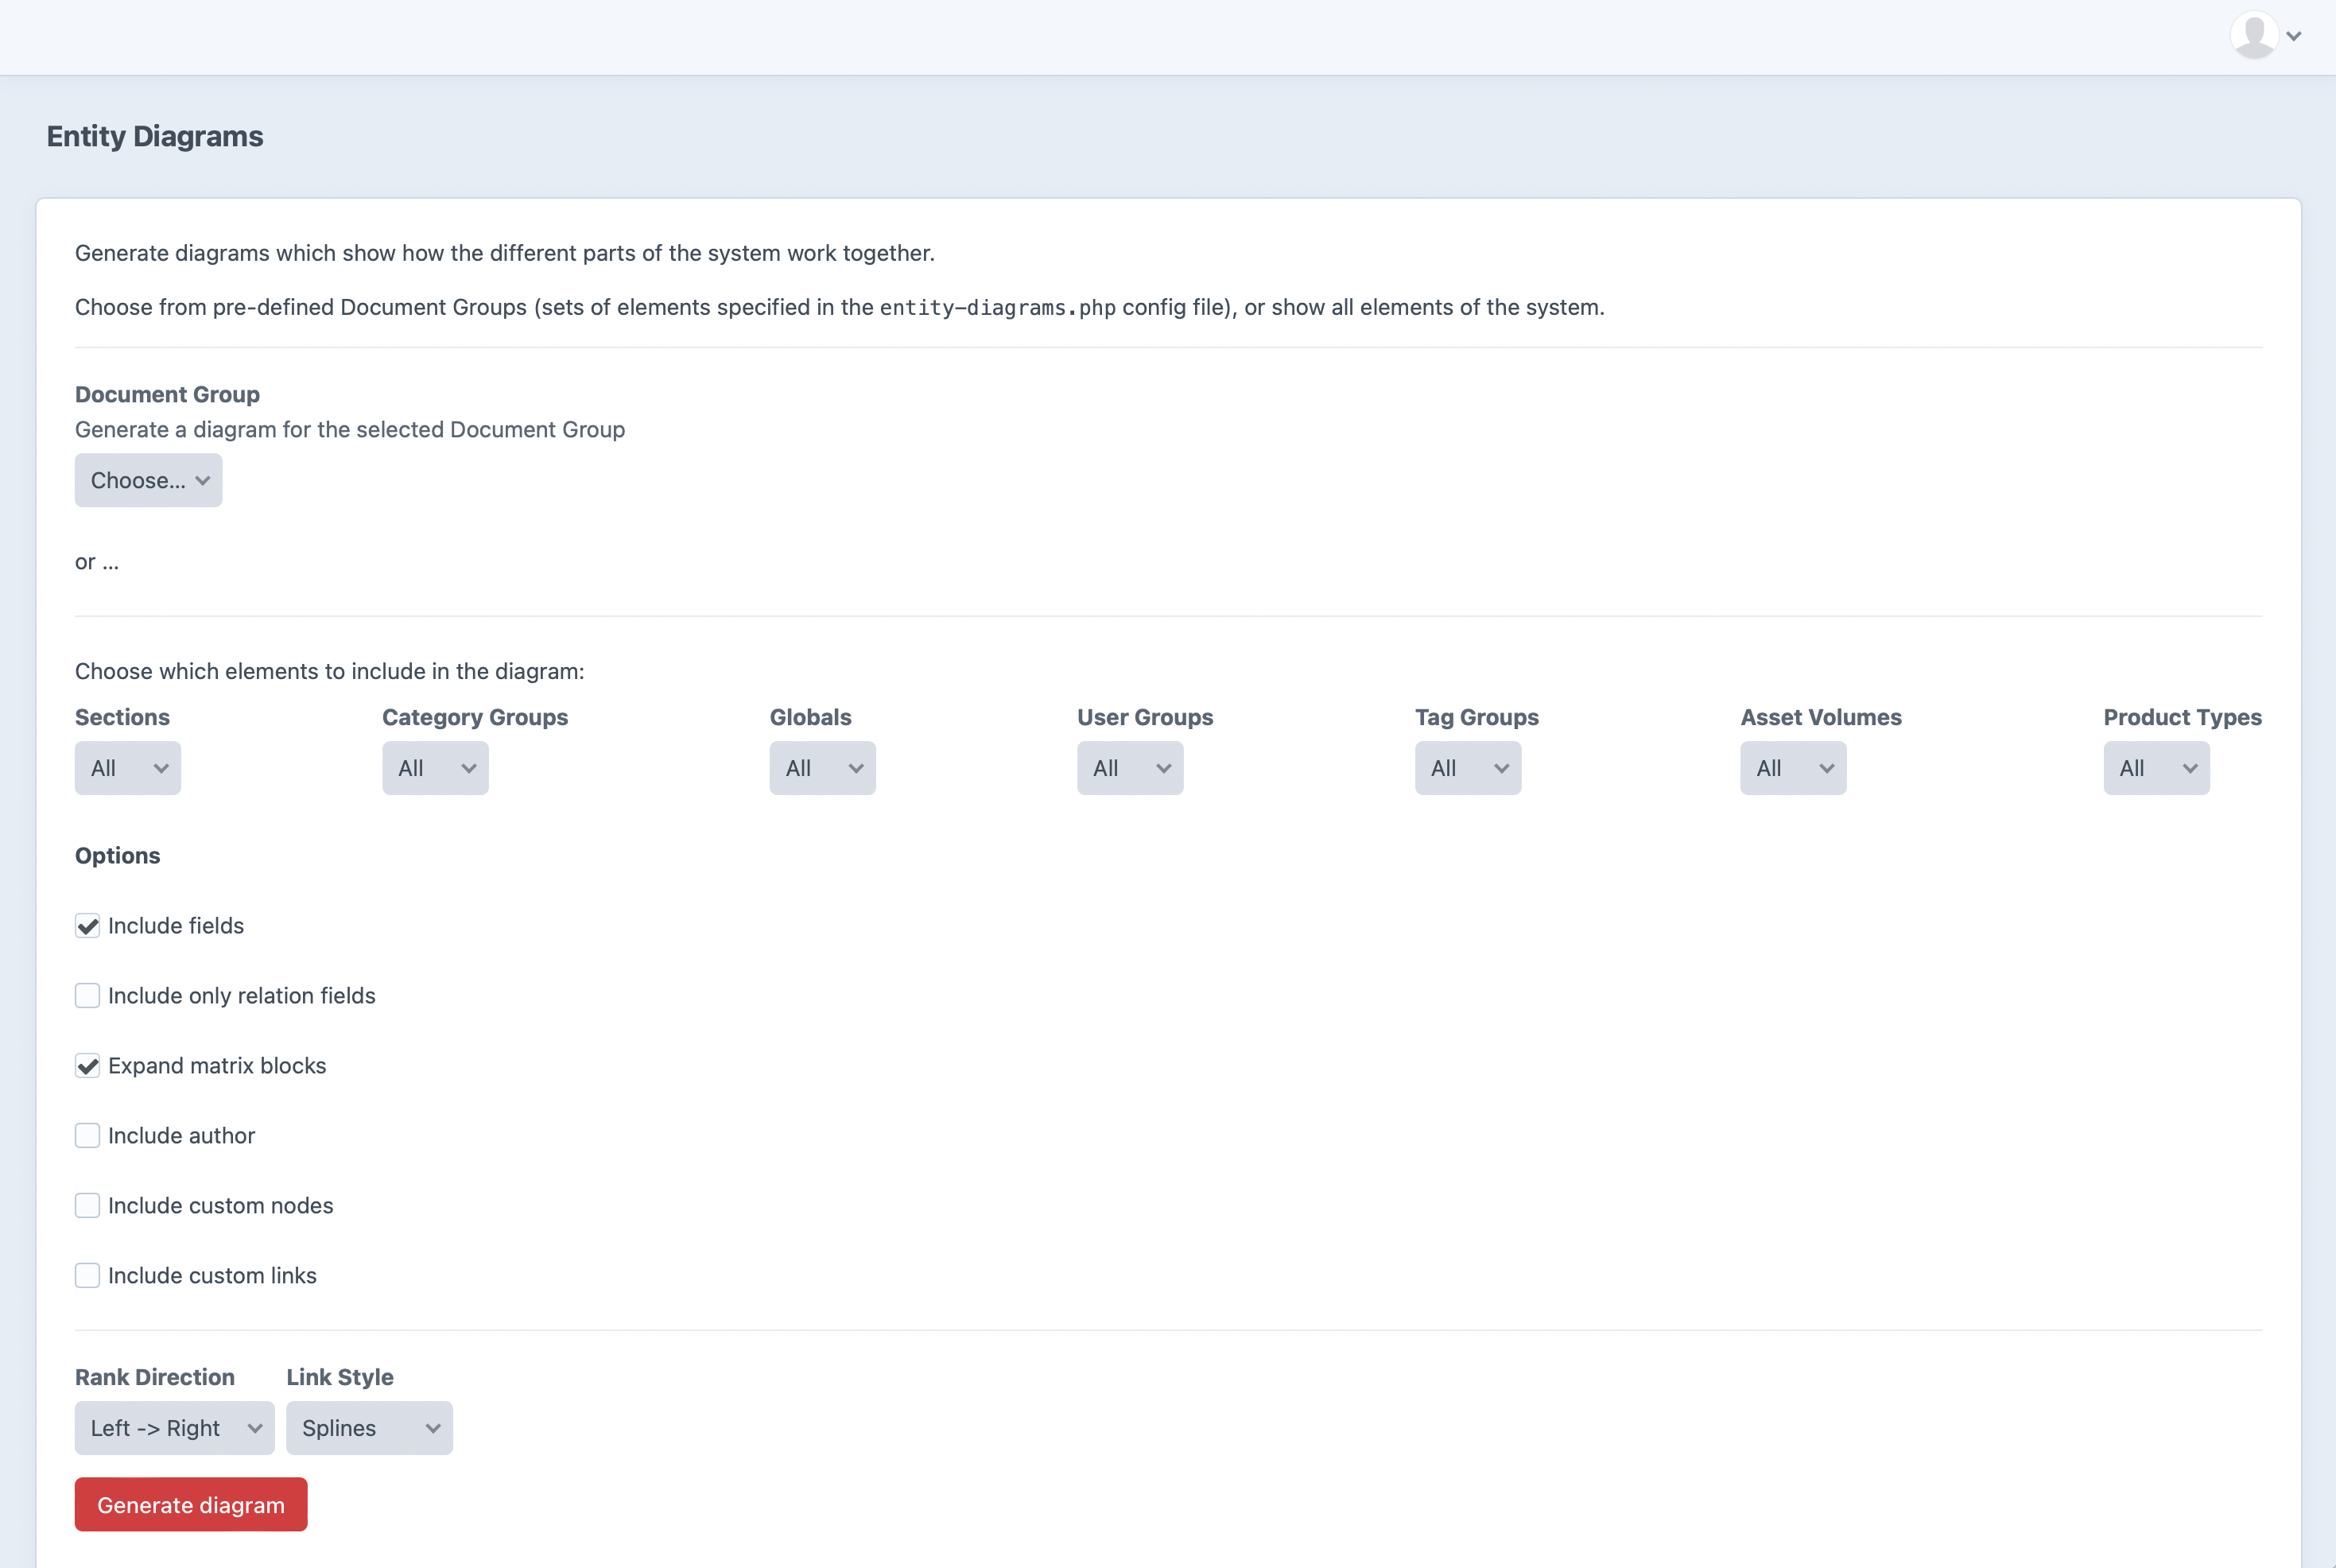 Entity Diagrams
Generate diagrams which show how the different parts of the system work together.
Choose from pre-defined Document Groups (sets of elements specified in the entity-diagrams.php config file), or show all elements of the system.
Document Group
Generate a diagram for the selected Document Group
Choose...
or ...
Choose which elements to include in the diagram:
Sections Category Groups Globals User Groups Tag Groups Asset Volumes Product Types
All All All All All All All
Options
Include fields
Include only relation fields
Expand matrix blocks
Include author
Include custom nodes
Include custom links
Rank Direction Link Style
Left -> Right Splines
Generate diagram